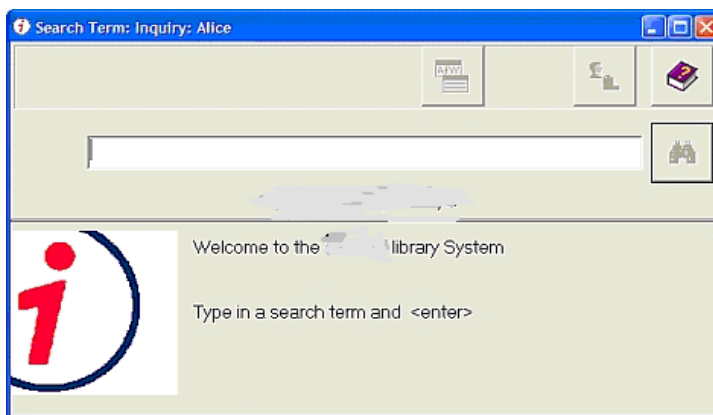 Search Term: Inquiry: Alice
Welcome to the library System
Type in a search term and <enter>